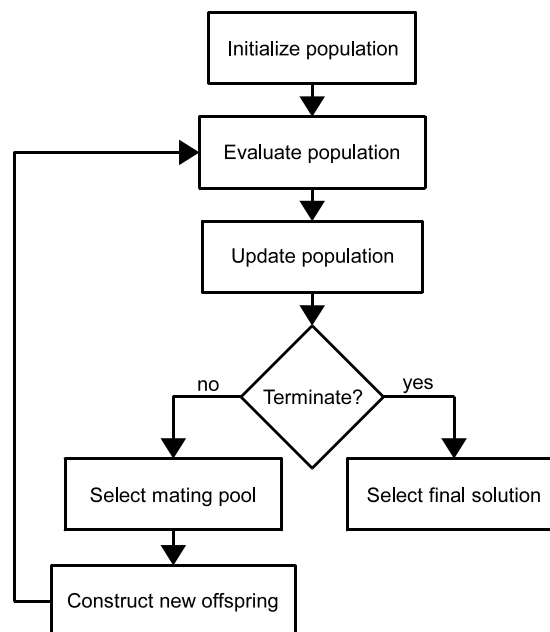 Initialize population
Evaluate population
Update population
no
Terminate?
yes
Select mating pool
Select final solution
Construct new offspring